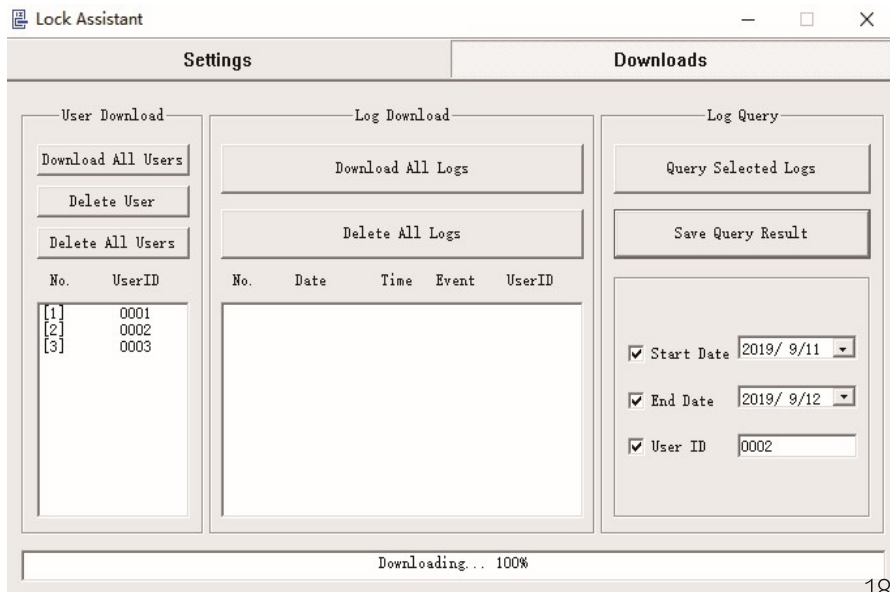 Lock Assistant
Settings
Downloads
User Download
Download All Users
Delete User
Delete All Users
No. UserID
[1] 0001
[2] 0002
[3] 0003
Log Download
Download All Logs
Delete All Logs
No. Date Time Event UserID
Log Query
Query Selected Logs
Save Query Result
Start Date 2019/ 9/11
End Date 2019/ 9/12
User ID 0002
Downloading... 100%
18